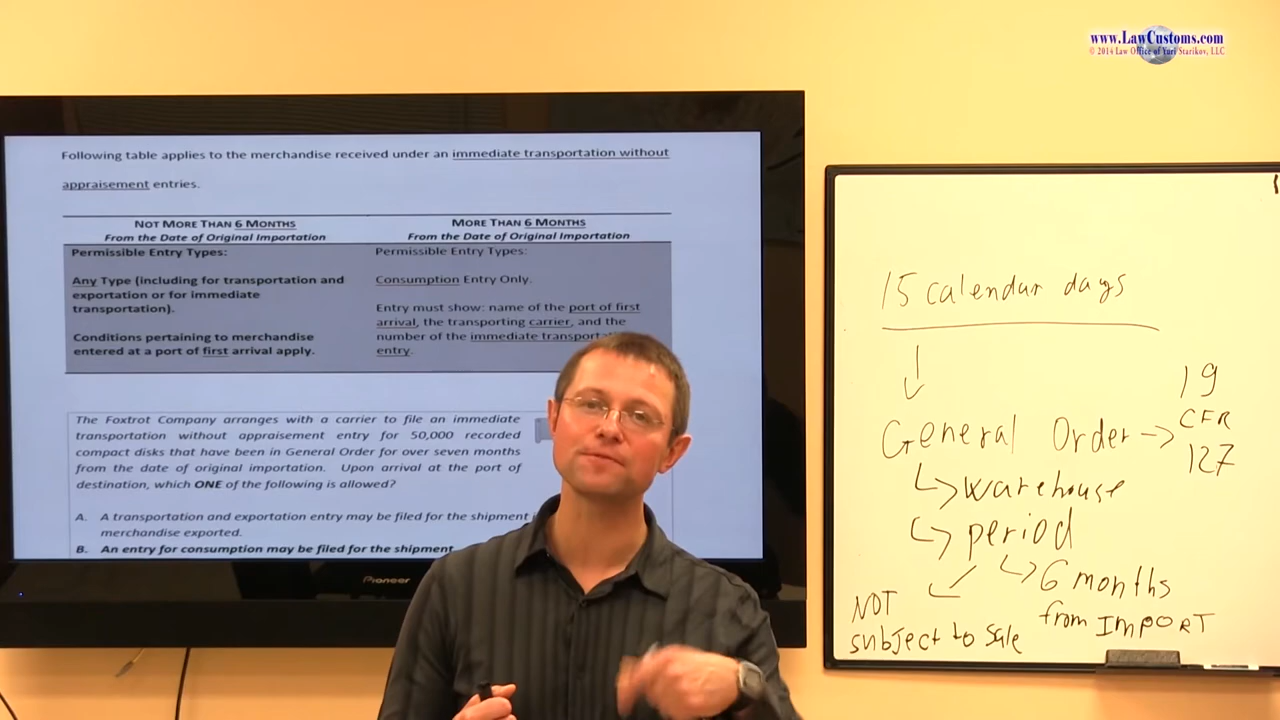 www.LawCustoms.com
© 2014 Law Office of Yuri Starikov, LLC
Following table applies to the merchandise received under an immediate transportation without
appraisement entries.
NOT MORE THAN 6 MONTHS
From the Date of Original Importation
MORE THAN 6 MONTHS
From the Date of Original Importation
Permissible Entry Types:
Any Type (including for transportation and
exportation or for immediate
transportation).
Conditions pertaining to merchandise
entered at a port of first arrival apply.
Permissible Entry Types:
Consumption Entry Only.
Entry must show: name of the port of first
arrival, the transporting carrier, and the
number of the immediate
entry.
The Foxtrot Company arranges with a carrier to file an immediate
transportation without appraisement entry for 50,000 recorded
compact disks that have been in General Order for over seven months
from the date of original importation. Upon arrival at the port of
destination, which ONE of the following is allowed?
A. A transportation and exportation entry may be filed for the shipment
merchandise exported.
B. An entry for consumption may be filed for the shipment
Pioneer
15 calendar days
General Order → 19
CFR
127
warehouse
period
6 months
from IMPORT
NOT
subject to sale